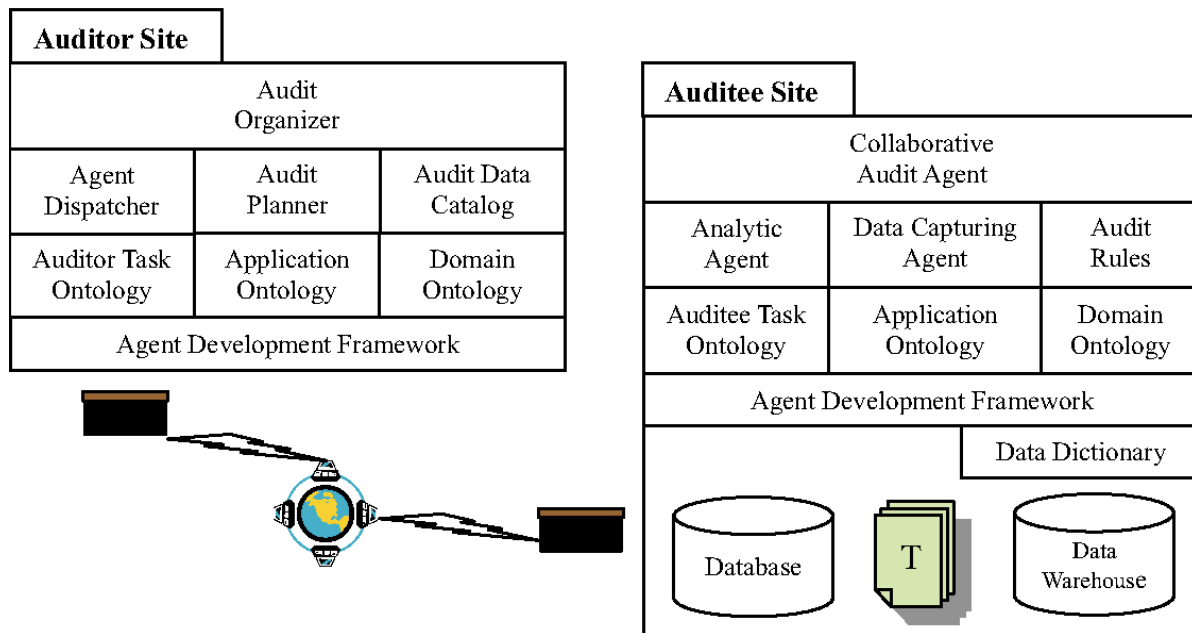 Auditor Site
Audit
Organizer
Agent
Dispatcher
Audit
Planner
Audit Data
Catalog
Auditor Task
Ontology
Application
Ontology
Domain
Ontology
Agent Development Framework
Auditee Site
Collaborative
Audit Agent
Analytic
Agent
Data Capturing
Agent
Audit
Rules
Auditee Task
Ontology
Application
Ontology
Domain
Ontology
Agent Development Framework
Data Dictionary
Database
T
Data
Warehouse